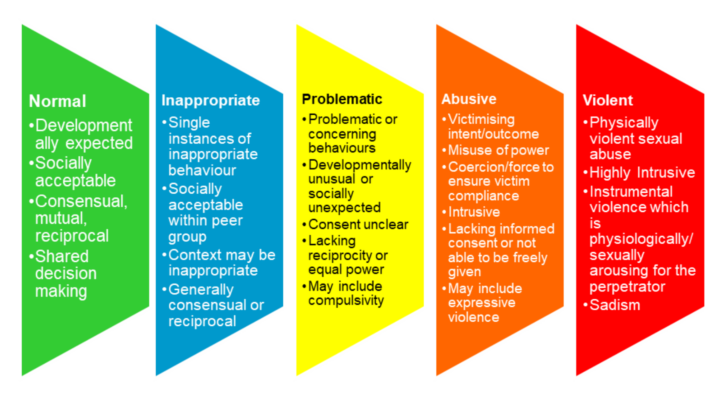 Normal
•Development
ally expected
•Socially
acceptable
•Consensual,
mutual,
reciprocal
•Shared
decision
making
Inappropriate
•Single
instances of
inappropriate
behaviour
•Socially
acceptable
within peer
group
•Context may be
inappropriate
•Generally
consensual or
reciprocal
Problematic
•Problematic or
concerning
behaviours
•Developmentally
unusual or
socially
unexpected
•Consent unclear
•Lacking
reciprocity or
equal power
•May include
compulsivity
Abusive
•Victimising
intent/outcome
•Misuse of power
•Coercion/force to
ensure victim
compliance
•Intrusive
•Lacking informed
consent or not
able to be freely
given
•May include
expressive
violence
Violent
•Physically
violent sexual
abuse
•Highly Intrusive
•Instrumental
violence which
is
physiologically/
sexually
arousing for the
perpetrator
•Sadism